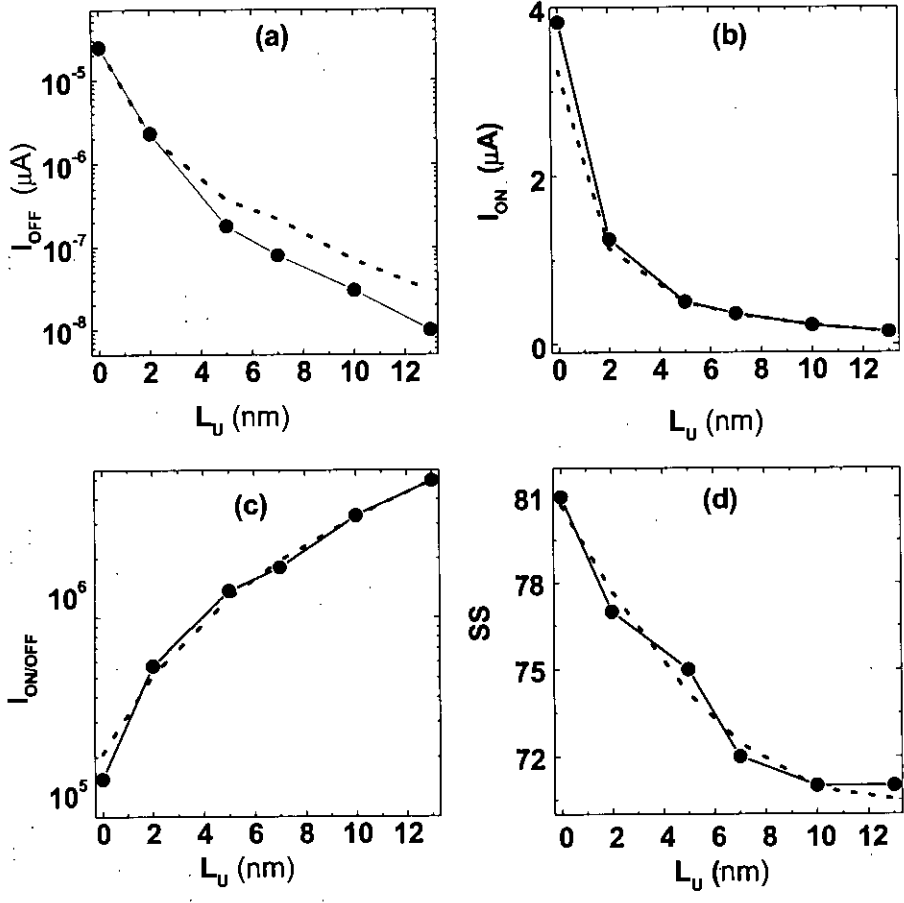 (a)
10⁻⁵
10⁻⁶
10⁻⁷
10⁻⁸
I_OFF (μA)
0 2 4 6 8 10 12
L_U (nm)
(b)
4
2
0
I_ON (μA)
0 2 4 6 8 10 12
L_U (nm)
(c)
10⁶
10⁵
I_ON/OFF
0 2 4 6 8 10 12
L_U (nm)
(d)
81
78
75
72
SS
0 2 4 6 8 10 12
L_U (nm)